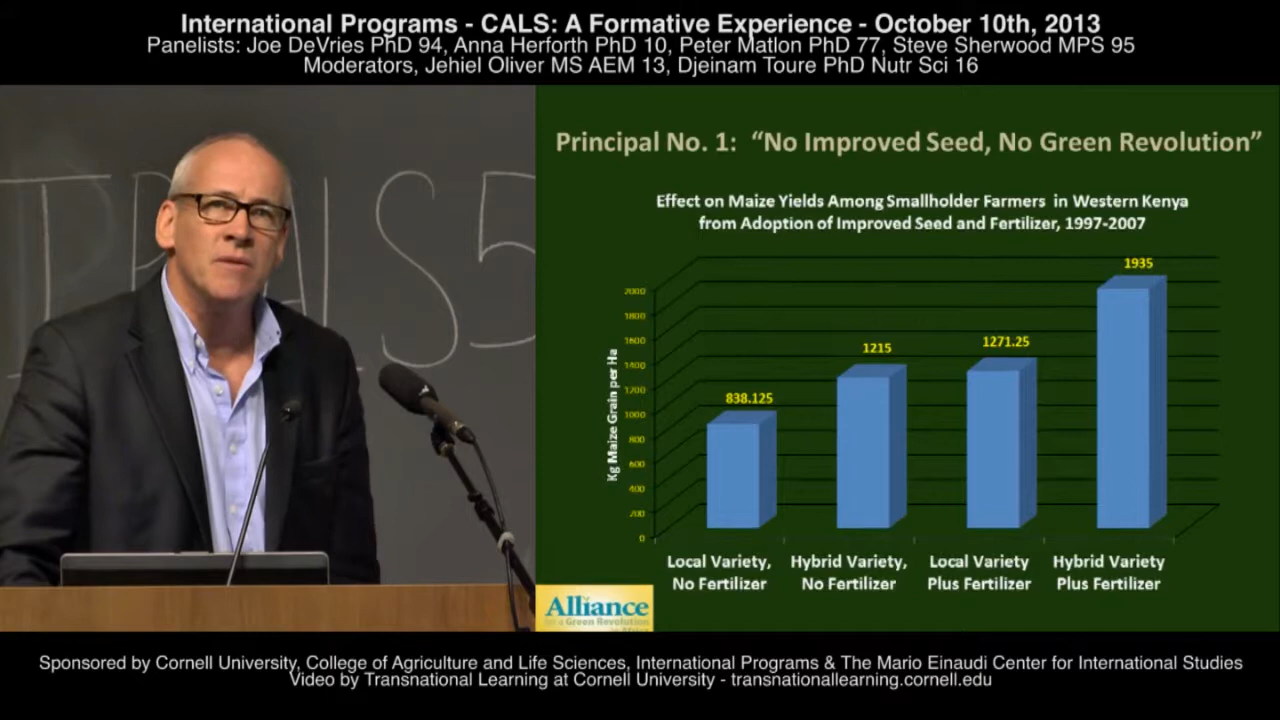 International Programs - CALS: A Formative Experience - October 10th, 2013
Panelists: Joe DeVries PhD 94, Anna Herforth PhD 10, Peter Matlon PhD 77, Steve Sherwood MPS 95
Moderators, Jehiel Oliver MS AEM 13, Djeinam Toure PhD Nutr Sci 16
Principal No. 1: “No Improved Seed, No Green Revolution”
Effect on Maize Yields Among Smallholder Farmers in Western Kenya
from Adoption of Improved Seed and Fertilizer, 1997-2007
Kg Maize Grain per Ha
2000
1800
1600
1400
1200
1000
800
600
400
200
0
838.125
1215
1271.25
1935
Local Variety,
No Fertilizer
Hybrid Variety,
No Fertilizer
Local Variety
Plus Fertilizer
Hybrid Variety
Plus Fertilizer
Alliance
for a Green Revolution
Sponsored by Cornell University, College of Agriculture and Life Sciences, International Programs & The Mario Einaudi Center for International Studies
Video by Transnational Learning at Cornell University - transnationallearning.cornell.edu